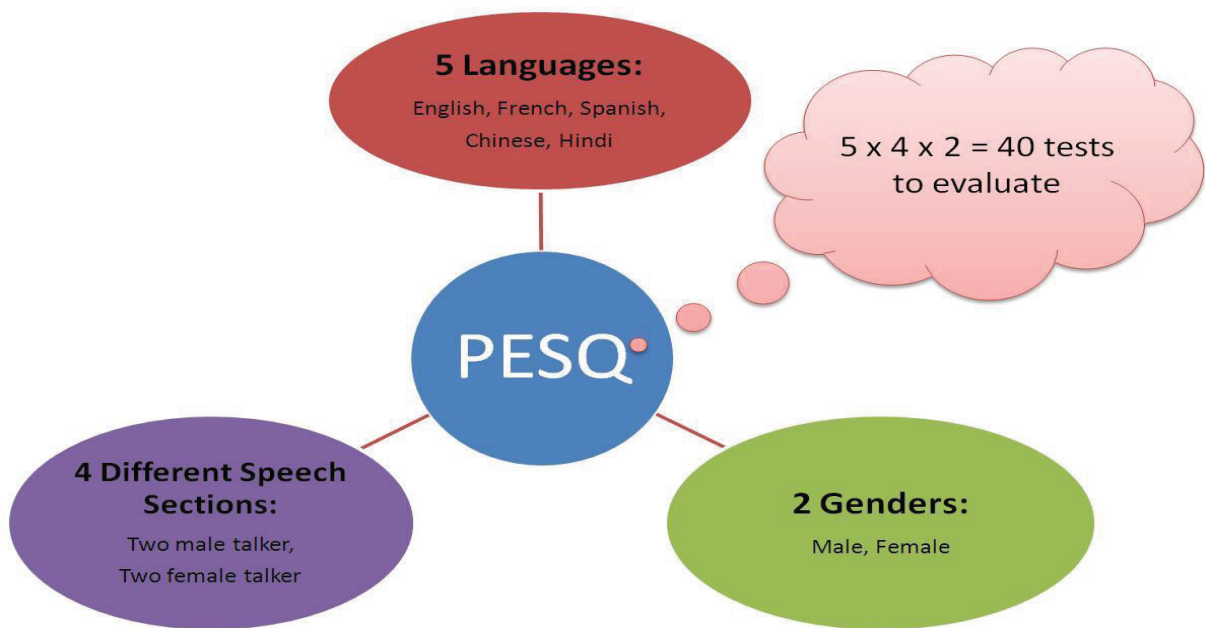 5 Languages:
English, French, Spanish,
Chinese, Hindi
5 x 4 x 2 = 40 tests
to evaluate
PESQ
4 Different Speech
Sections:
Two male talker,
Two female talker
2 Genders:
Male, Female